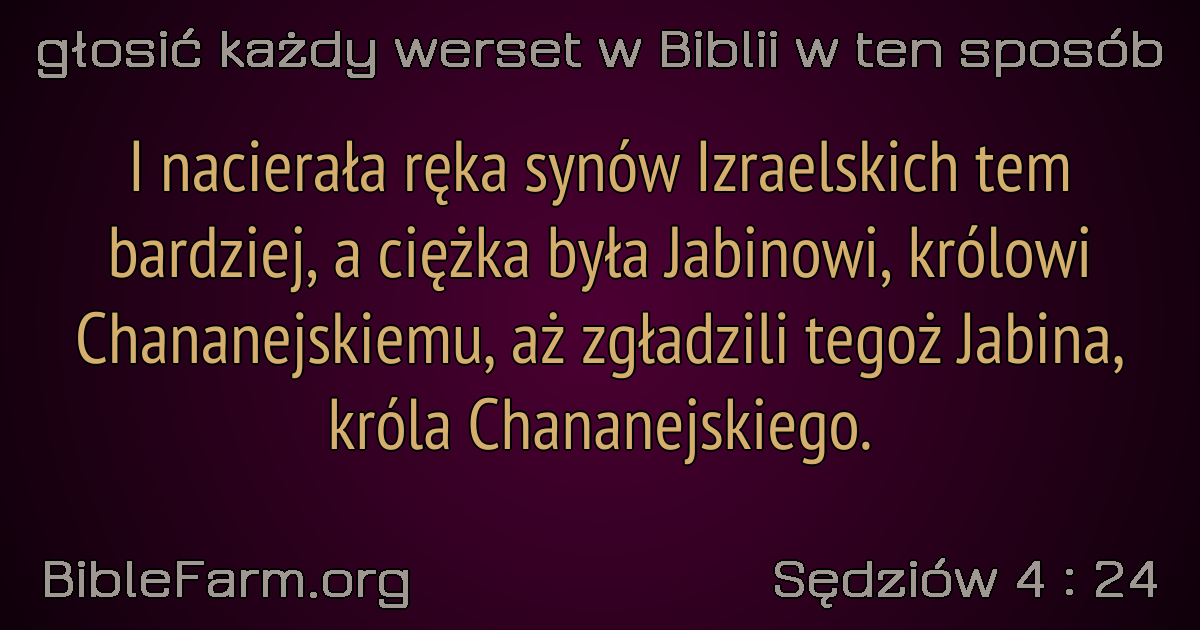 głosić każdy werset w Biblii w ten sposób
I nacierała ręka synów Izraelskich tem
bardziej, a ciężka była Jabinowi, królowi
Chananejskiemu, aż zgładzili tegoż Jabina,
króla Chananejskiego.
BibleFarm.org
Sędziów 4 : 24